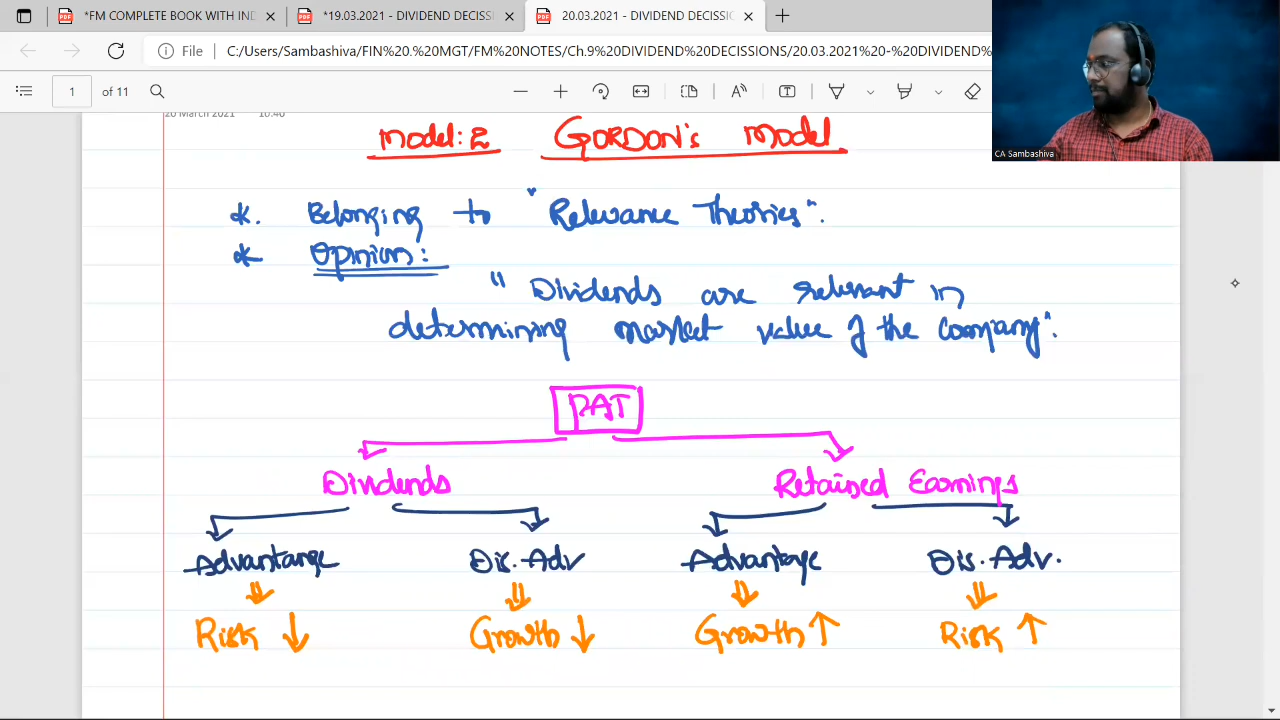 *FM COMPLETE BOOK WITH IND
*19.03.2021 - DIVIDEND DECISSI
20.03.2021 - DIVIDEND DECISSIO
File
C:/Users/Sambashiva/FIN%20.%20MGT/FM%20NOTES/Ch.9%20DIVIDEND%20DECISSIONS/20.03.2021%20-%20DIVIDEND%
1 of 11
CA Sambashiva
Model: 2 GORDON's Model
*. Belonging to "Relevance Theories".
* Opinion:
"Dividends are relevant in
determining market value of the company".
PAT
Dividends Retained Earnings
Advantange Dis. Adv Advantage Dis. Adv.
Risk ↓ Growth ↓ Growth ↑ Risk ↑